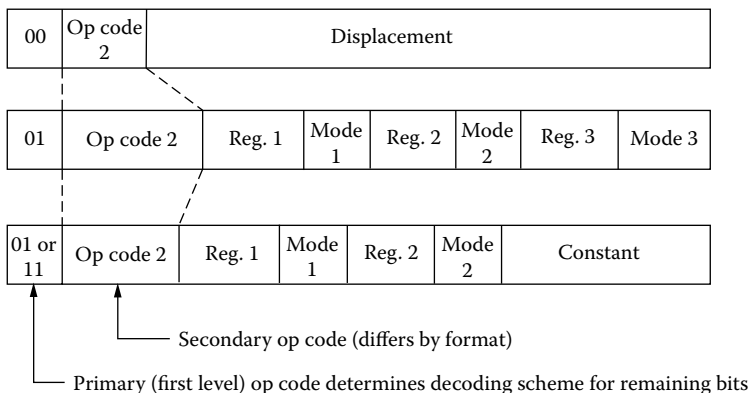 00 Op code 2 Displacement
01 Op code 2 Reg. 1 Mode 1 Reg. 2 Mode 2 Reg. 3 Mode 3
01 or 11 Op code 2 Reg. 1 Mode 1 Reg. 2 Mode 2 Constant
Secondary op code (differs by format)
Primary (first level) op code determines decoding scheme for remaining bits